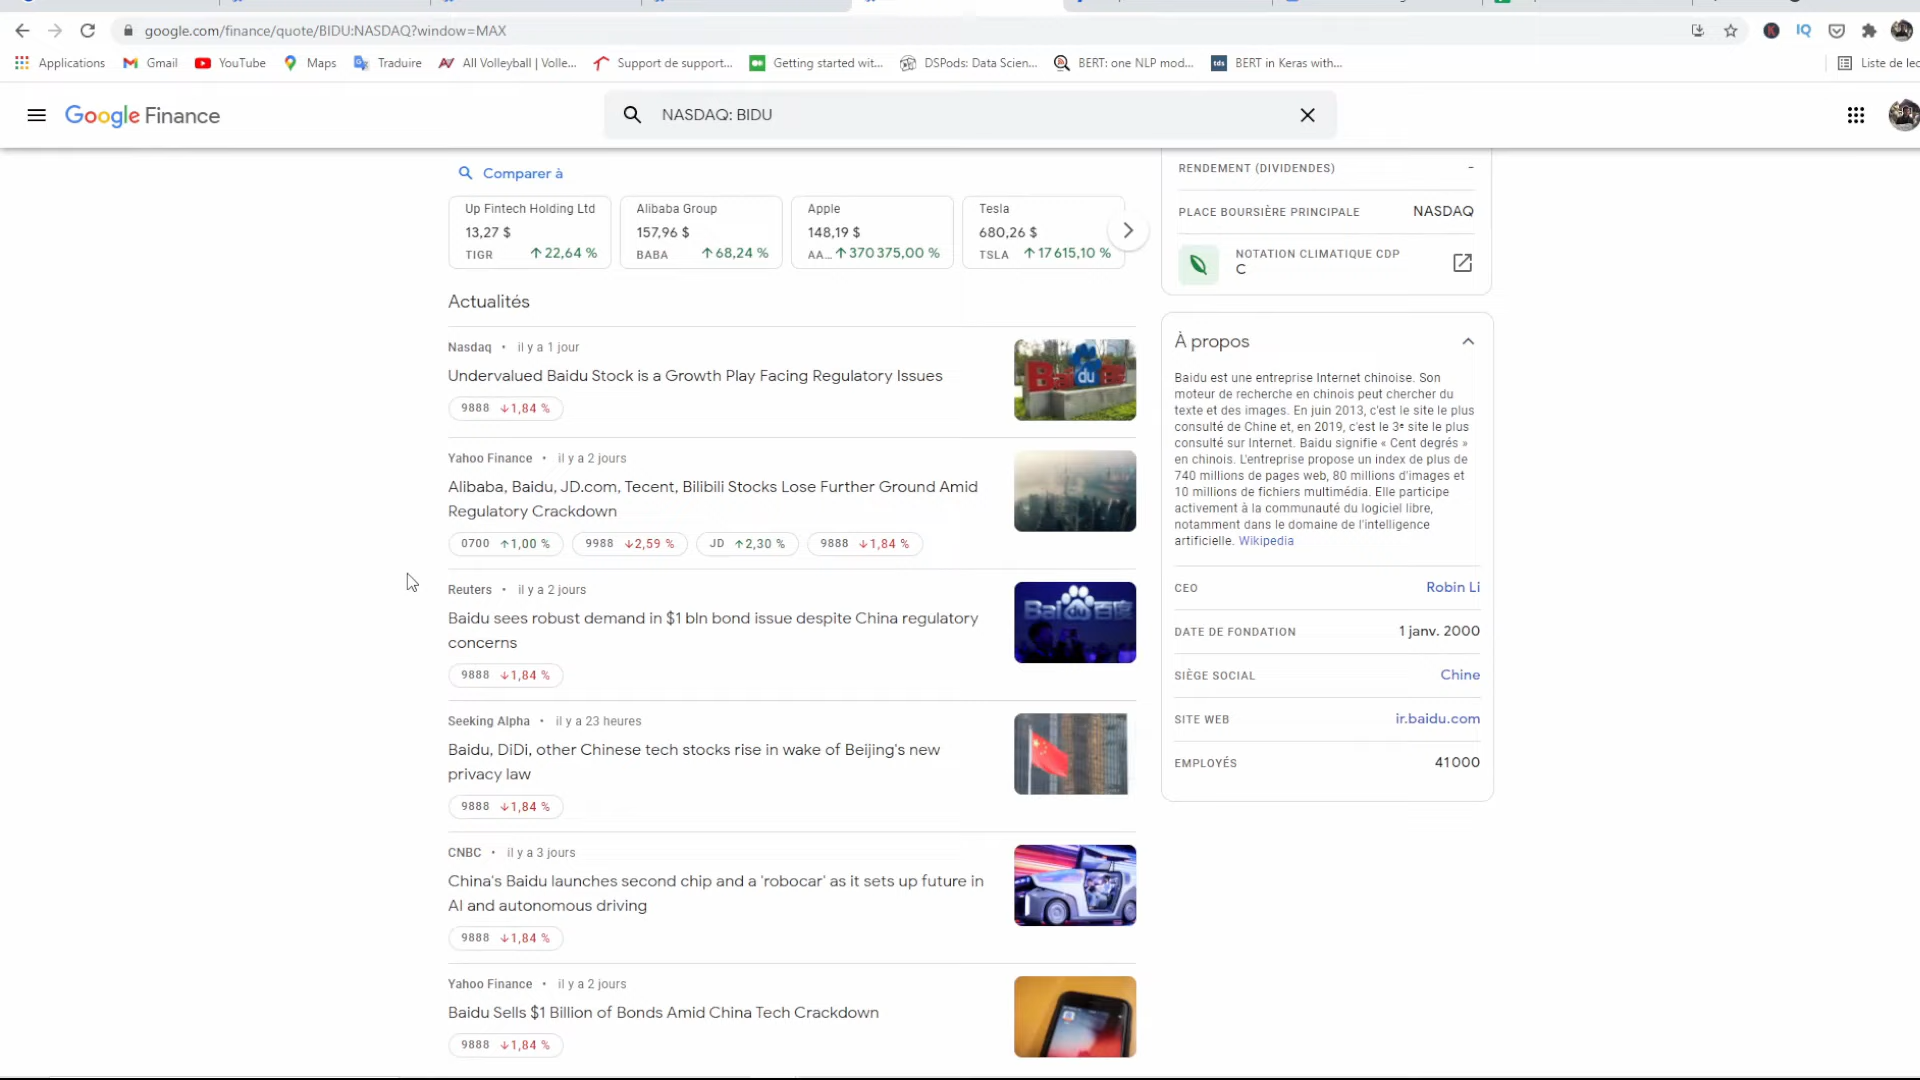 google.com/finance/quote/BIDU:NASDAQ?window=MAX
IQ
Applications
Gmail
YouTube
Maps
Traduire
All Volleyball | Volle...
Support de support...
Getting started wit...
DSPods: Data Scien...
BERT: one NLP mod...
tds
BERT in Keras with...
Liste de lec
Google Finance
NASDAQ: BIDU
Comparer à
Up Fintech Holding Ltd
13,27 $
TIGR ↑22,64 %
Alibaba Group
157,96 $
BABA ↑68,24 %
Apple
148,19 $
AA... ↑370 375,00 %
Tesla
680,26 $
TSLA ↑17 615,10 %
Actualités
Nasdaq • il y a 1 jour
Undervalued Baidu Stock is a Growth Play Facing Regulatory Issues
9888 ↓1,84 %
Yahoo Finance • il y a 2 jours
Alibaba, Baidu, JD.com, Tecent, Bilibili Stocks Lose Further Ground Amid
Regulatory Crackdown
0700 ↑1,00 % 9988 ↓2,59 % JD ↑2,30 % 9888 ↓1,84 %
Reuters • il y a 2 jours
Baidu sees robust demand in $1 bln bond issue despite China regulatory
concerns
9888 ↓1,84 %
Seeking Alpha • il y a 23 heures
Baidu, DiDi, other Chinese tech stocks rise in wake of Beijing's new
privacy law
9888 ↓1,84 %
CNBC • il y a 3 jours
China's Baidu launches second chip and a 'robocar' as it sets up future in
AI and autonomous driving
9888 ↓1,84 %
Yahoo Finance • il y a 2 jours
Baidu Sells $1 Billion of Bonds Amid China Tech Crackdown
9888 ↓1,84 %
Bai du
Bai du 百度
RENDEMENT (DIVIDENDES) -
PLACE BOURSIÈRE PRINCIPALE NASDAQ
NOTATION CLIMATIQUE CDP
C
À propos
Baidu est une entreprise Internet chinoise. Son
moteur de recherche en chinois peut chercher du
texte et des images. En juin 2013, c'est le site le plus
consulté de Chine et, en 2019, c'est le 3ᵉ site le plus
consulté sur Internet. Baidu signifie « Cent degrés »
en chinois. L'entreprise propose un index de plus de
740 millions de pages web, 80 millions d'images et
10 millions de fichiers multimédia. Elle participe
activement à la communauté du logiciel libre,
notamment dans le domaine de l'intelligence
artificielle. Wikipedia
CEO Robin Li
DATE DE FONDATION 1 janv. 2000
SIÈGE SOCIAL Chine
SITE WEB ir.baidu.com
EMPLOYÉS 41 000